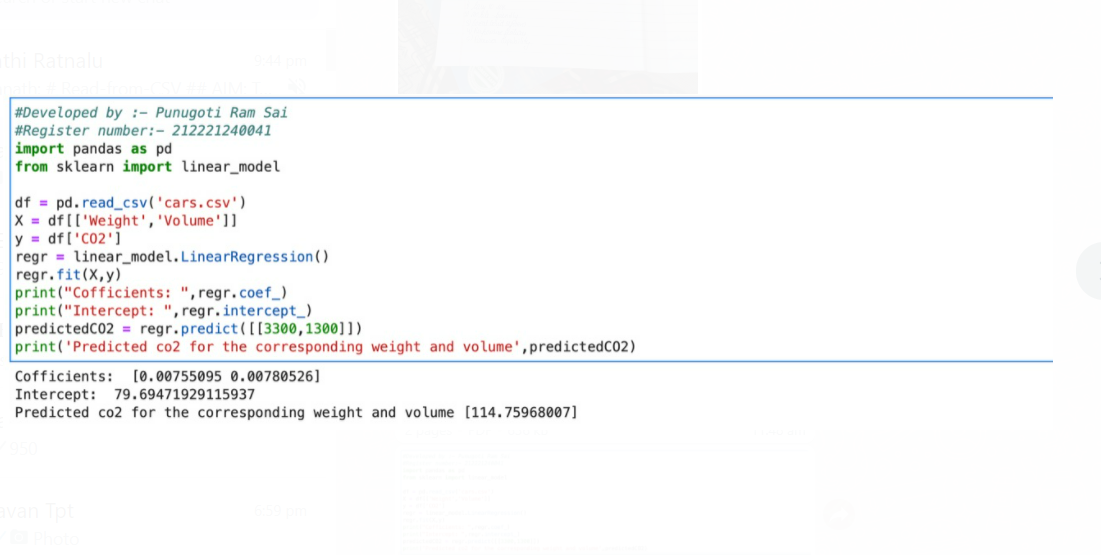 thi Ratnalu
9:44 pm
#Developed by :- Punugoti Ram Sai
#Register number:- 212221240041
import pandas as pd
from sklearn import linear_model
df = pd.read_csv('cars.csv')
X = df[['Weight','Volume']]
y = df['CO2']
regr = linear_model.LinearRegression()
regr.fit(X,y)
print("Cofficients: ",regr.coef_)
print("Intercept: ",regr.intercept_)
predictedCO2 = regr.predict([[3300,1300]])
print('Predicted co2 for the corresponding weight and volume',predictedCO2)
Cofficients:  [0.00755095 0.00780526]
Intercept:  79.69471929115937
Predicted co2 for the corresponding weight and volume [114.75968007]
avan Tpt
Photo